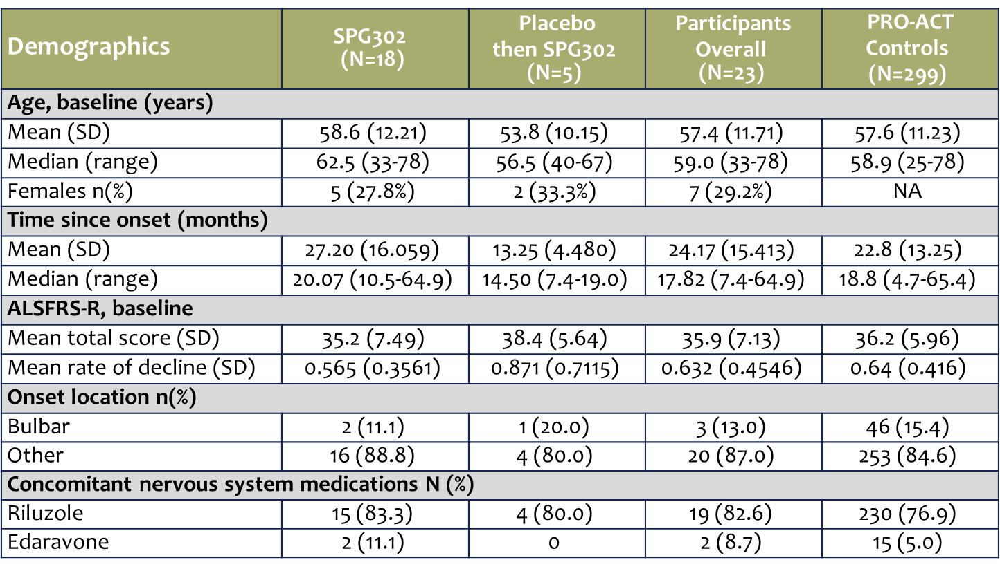 Demographics | SPG302 (N=18) | Placebo then SPG302 (N=5) | Participants Overall (N=23) | PRO-ACT Controls (N=299)
Age, baseline (years)
Mean (SD) | 58.6 (12.21) | 53.8 (10.15) | 57.4 (11.71) | 57.6 (11.23)
Median (range) | 62.5 (33-78) | 56.5 (40-67) | 59.0 (33-78) | 58.9 (25-78)
Females n(%) | 5 (27.8%) | 2 (33.3%) | 7 (29.2%) | NA
Time since onset (months)
Mean (SD) | 27.20 (16.059) | 13.25 (4.480) | 24.17 (15.413) | 22.8 (13.25)
Median (range) | 20.07 (10.5-64.9) | 14.50 (7.4-19.0) | 17.82 (7.4-64.9) | 18.8 (4.7-65.4)
ALSFRS-R, baseline
Mean total score (SD) | 35.2 (7.49) | 38.4 (5.64) | 35.9 (7.13) | 36.2 (5.96)
Mean rate of decline (SD) | 0.565 (0.3561) | 0.871 (0.7115) | 0.632 (0.4546) | 0.64 (0.416)
Onset location n(%)
Bulbar | 2 (11.1) | 1 (20.0) | 3 (13.0) | 46 (15.4)
Other | 16 (88.8) | 4 (80.0) | 20 (87.0) | 253 (84.6)
Concomitant nervous system medications N (%)
Riluzole | 15 (83.3) | 4 (80.0) | 19 (82.6) | 230 (76.9)
Edaravone | 2 (11.1) | 0 | 2 (8.7) | 15 (5.0)